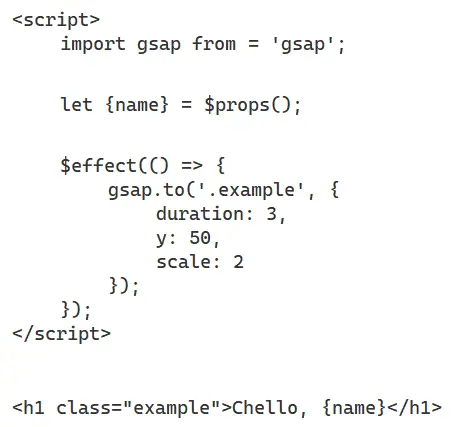 <script>
    import gsap from = 'gsap';

    let {name} = $props();

    $effect(() => {
        gsap.to('.example', {
            duration: 3,
            y: 50,
            scale: 2
        });
    });
</script>

<h1 class="example">Chello, {name}</h1>